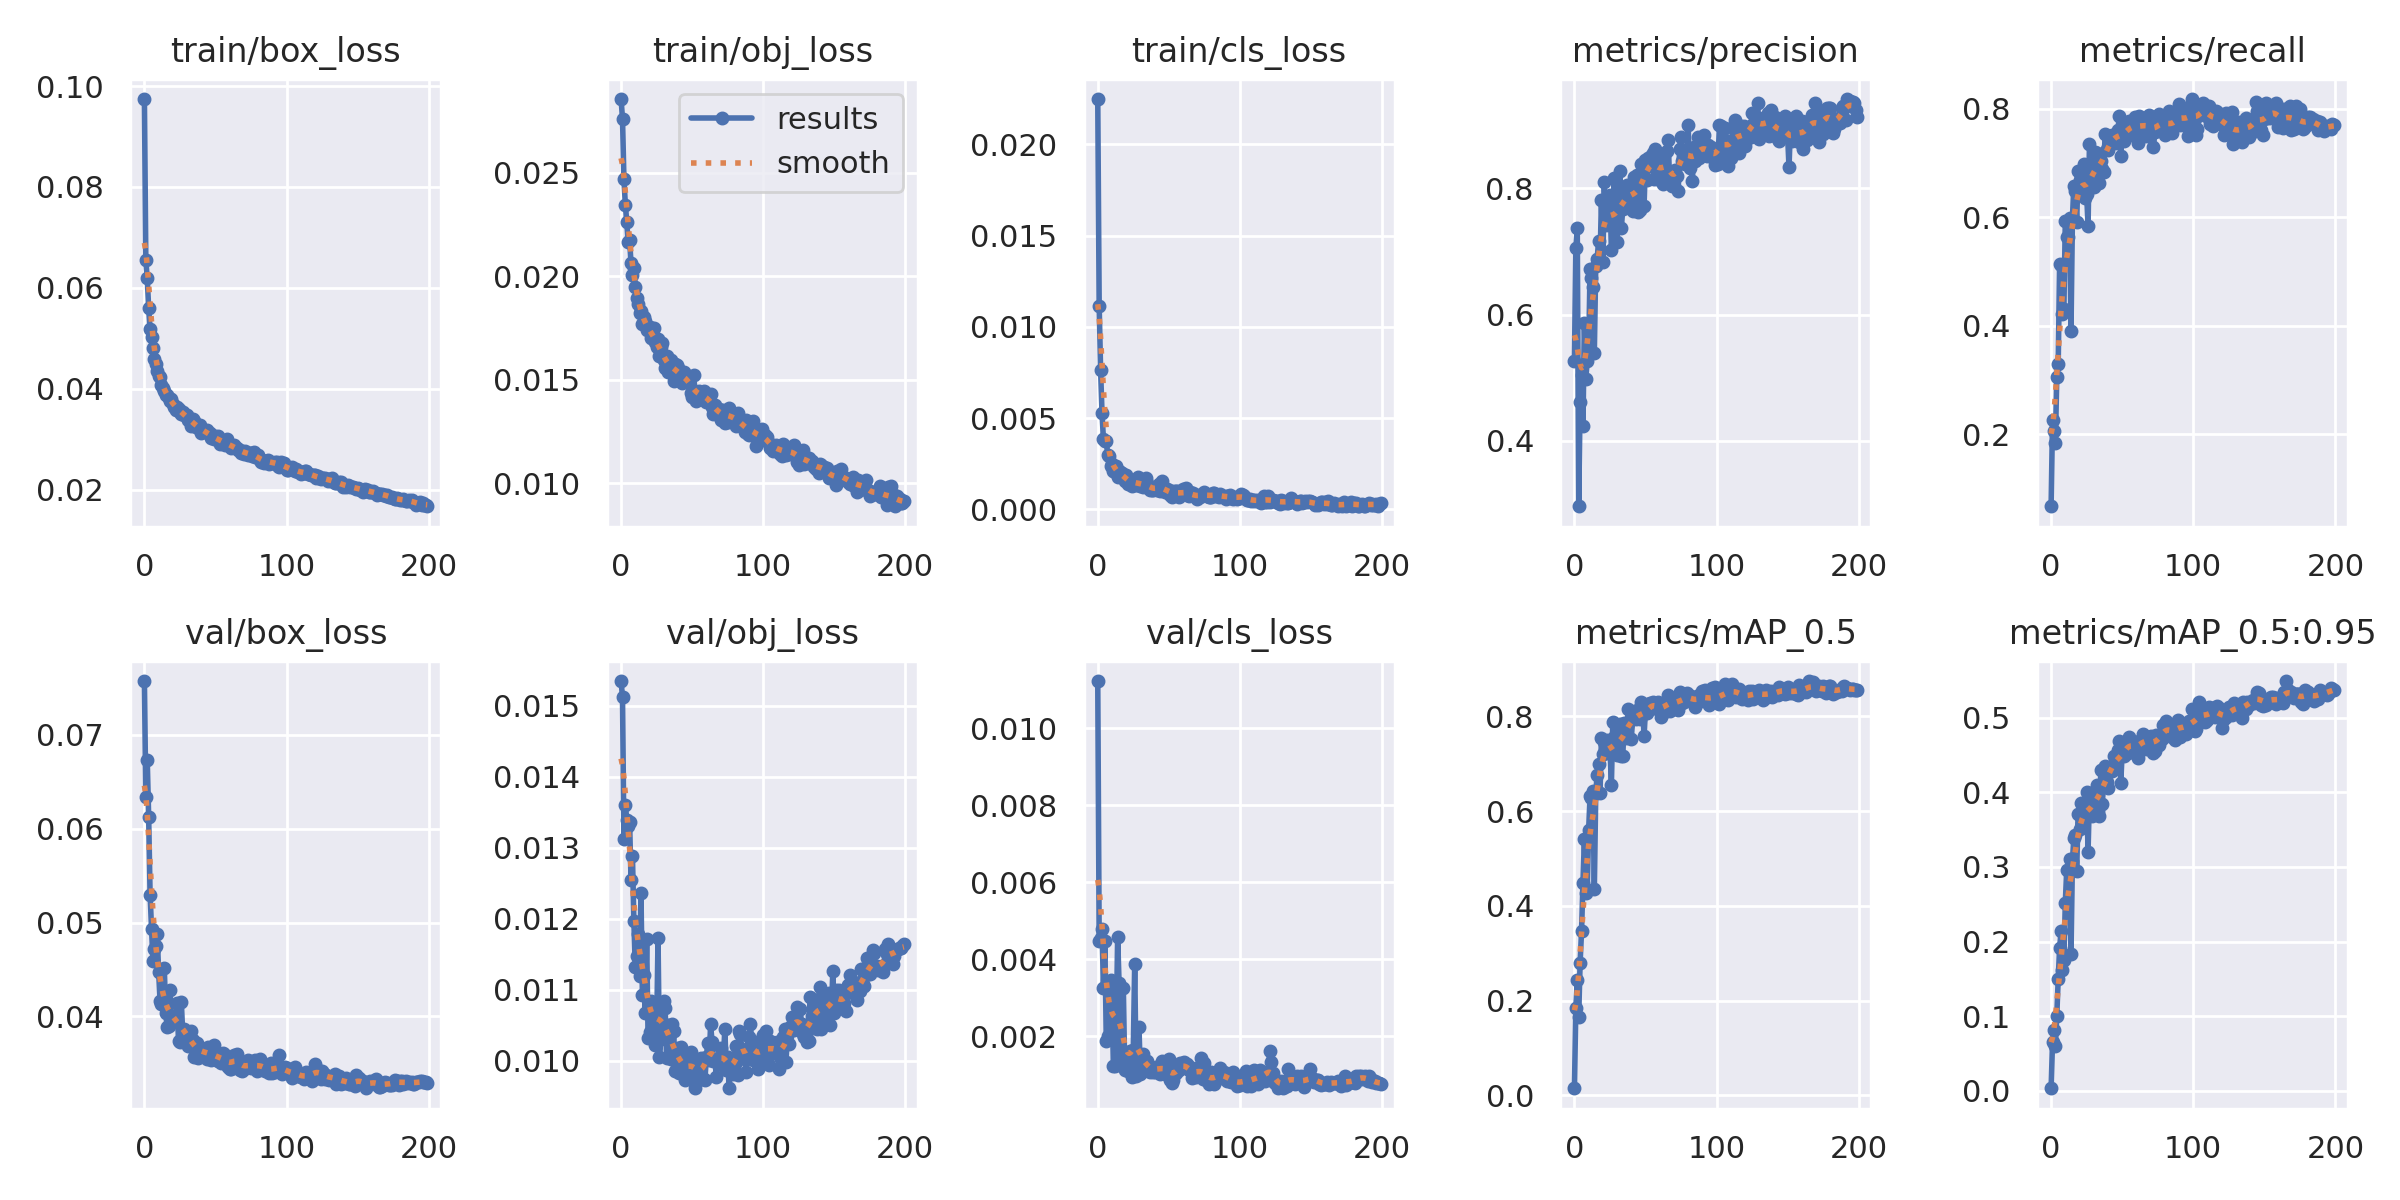 train/box_loss
0.10
0.08
0.06
0.04
0.02
0 100 200
train/obj_loss
results
smooth
0.025
0.020
0.015
0.010
0 100 200
train/cls_loss
0.020
0.015
0.010
0.005
0.000
0 100 200
metrics/precision
0.8
0.6
0.4
0 100 200
metrics/recall
0.8
0.6
0.4
0.2
0 100 200
val/box_loss
0.07
0.06
0.05
0.04
0 100 200
val/obj_loss
0.015
0.014
0.013
0.012
0.011
0.010
0 100 200
val/cls_loss
0.010
0.008
0.006
0.004
0.002
0 100 200
metrics/mAP_0.5
0.8
0.6
0.4
0.2
0.0
0 100 200
metrics/mAP_0.5:0.95
0.5
0.4
0.3
0.2
0.1
0.0
0 100 200